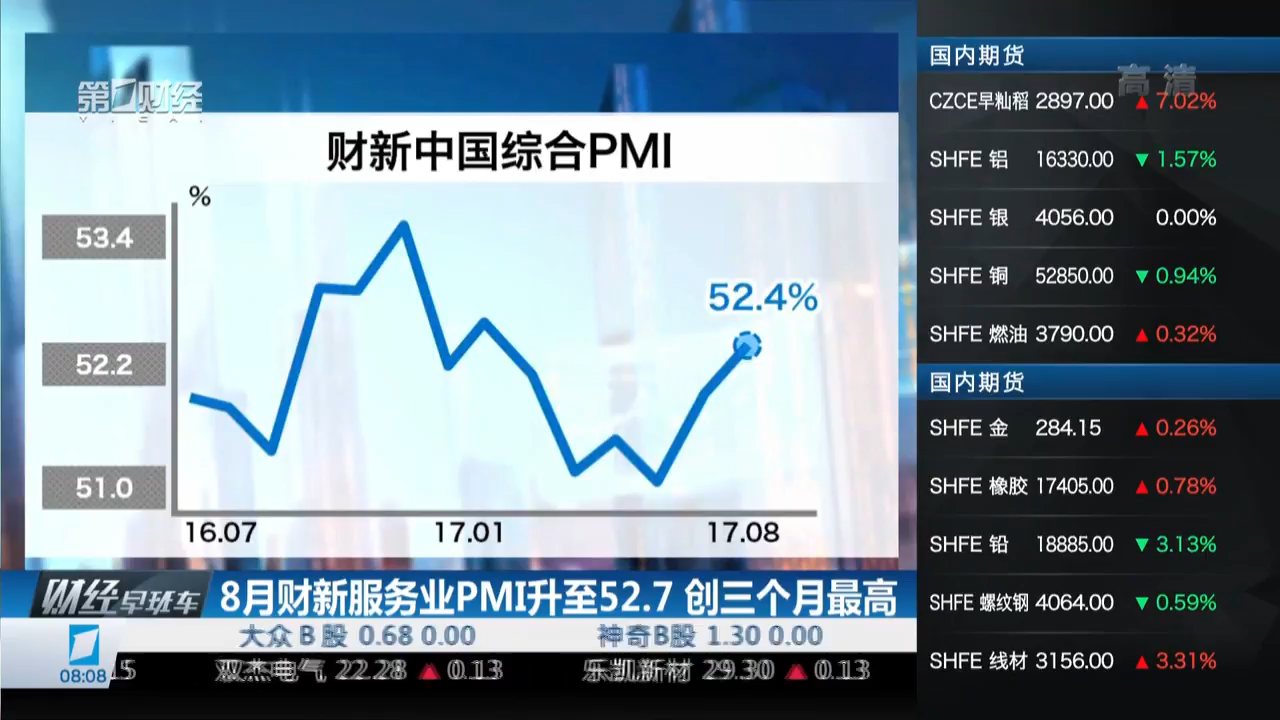 第1财经
YICAI
财新中国综合PMI
%
53.4
52.2
51.0
52.4%
16.07 17.01 17.08
财经早班车
8月财新服务业PMI升至52.7 创三个月最高
大众B股 0.68 0.00 神奇B股 1.30 0.00
08:08
15 双杰电气 22.28 ▲ 0.13 乐凯新材 29.30 ▲ 0.13
高清
国内期货
CZCE早籼稻 2897.00 ▲ 7.02%
SHFE 铝 16330.00 ▼ 1.57%
SHFE 银 4056.00 0.00%
SHFE 铜 52850.00 ▼ 0.94%
SHFE 燃油 3790.00 ▲ 0.32%
国内期货
SHFE 金 284.15 ▲ 0.26%
SHFE 橡胶 17405.00 ▲ 0.78%
SHFE 铅 18885.00 ▼ 3.13%
SHFE 螺纹钢 4064.00 ▼ 0.59%
SHFE 线材 3156.00 ▲ 3.31%